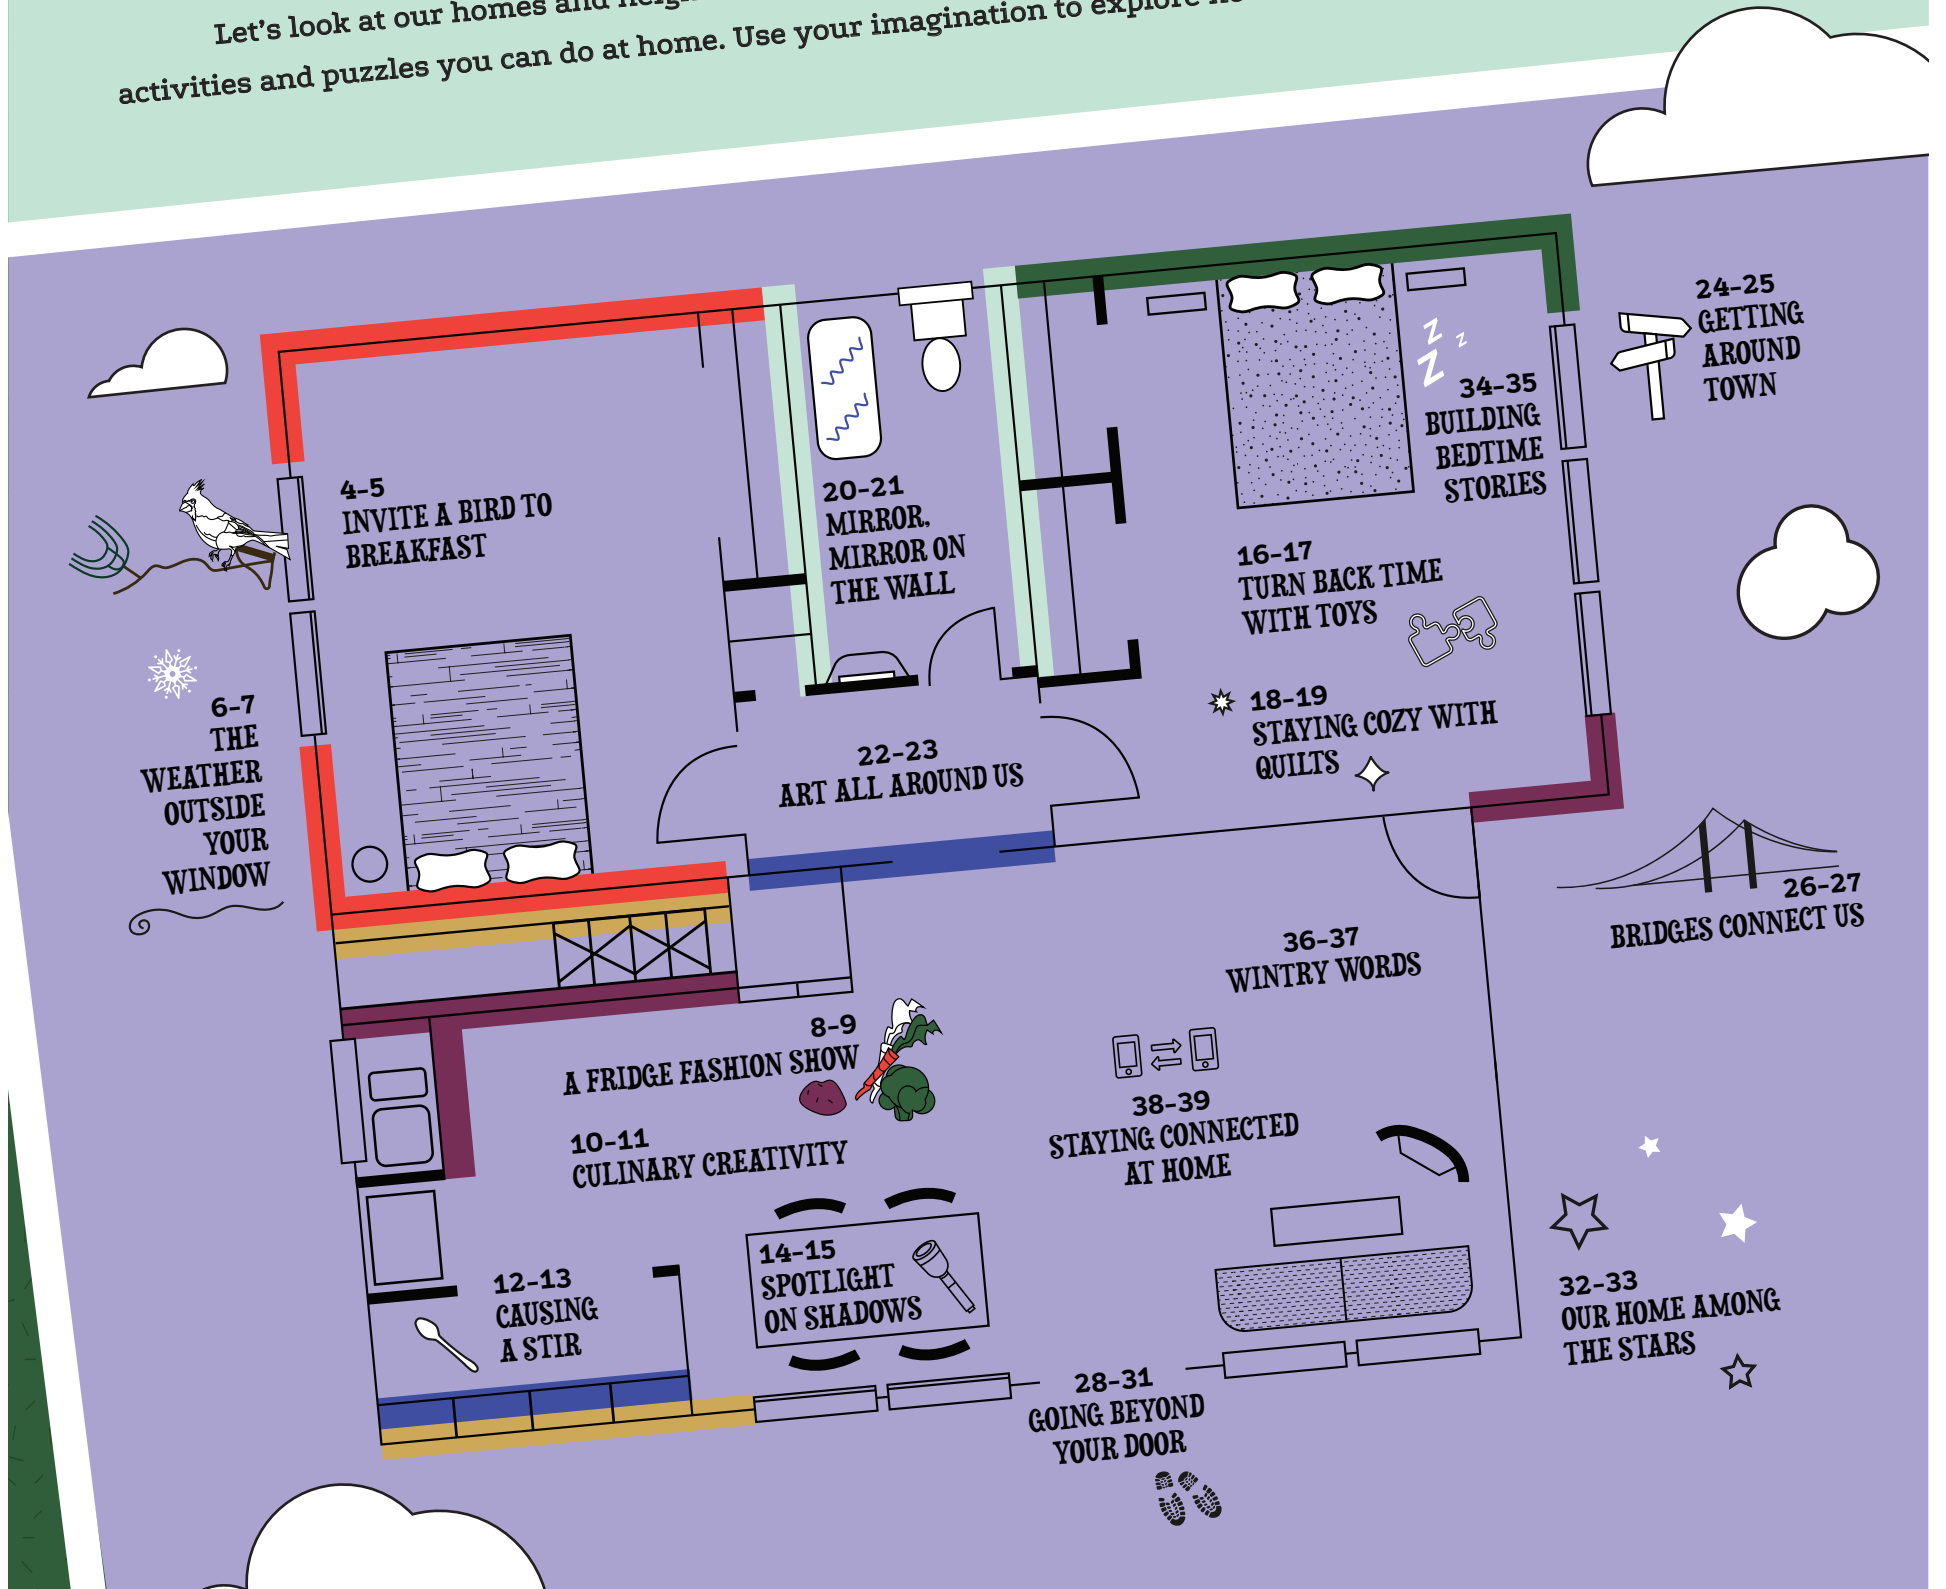 Let's look at our homes and
activities and puzzles you can do at home. Use your imagination to explore
24-25
GETTING
AROUND
TOWN
34-35
BUILDING
BEDTIME
STORIES
Z
Z
Z
4-5
INVITE A BIRD TO
BREAKFAST
20-21
MIRROR,
MIRROR ON
THE WALL
16-17
TURN BACK TIME
WITH TOYS
6-7
THE
WEATHER
OUTSIDE
YOUR
WINDOW
18-19
STAYING COZY WITH
QUILTS
22-23
ART ALL AROUND US
26-27
BRIDGES CONNECT US
36-37
WINTRY WORDS
8-9
A FRIDGE FASHION SHOW
10-11
CULINARY CREATIVITY
38-39
STAYING CONNECTED
AT HOME
14-15
SPOTLIGHT
ON SHADOWS
12-13
CAUSING
A STIR
32-33
OUR HOME AMONG
THE STARS
28-31
GOING BEYOND
YOUR DOOR